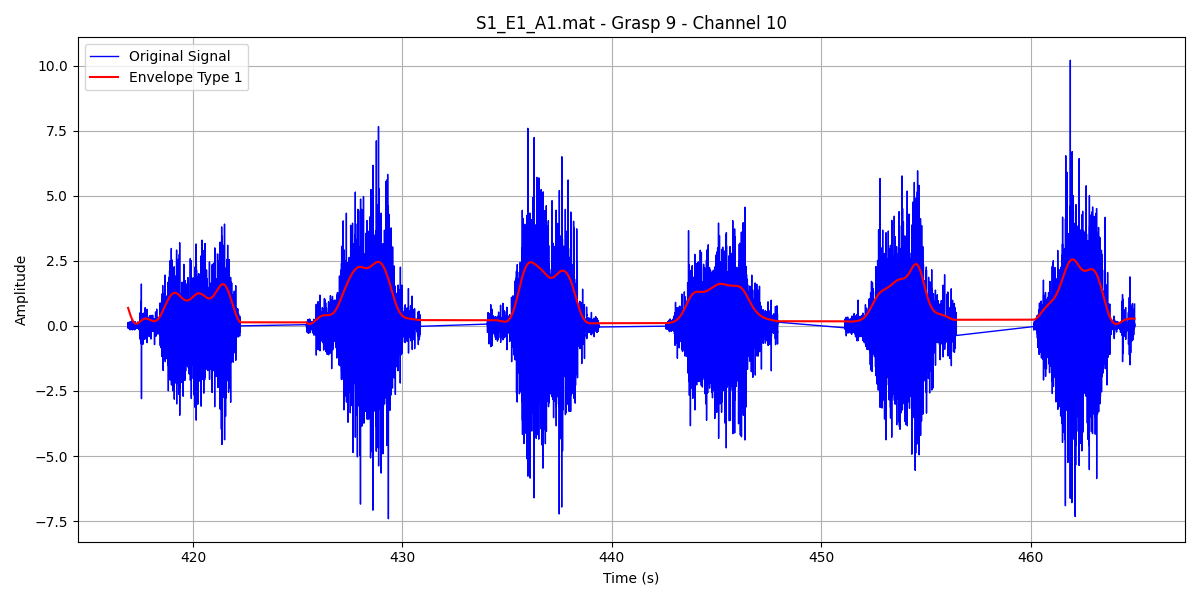 S1_E1_A1.mat - Grasp 9 - Channel 10
Original Signal
Envelope Type 1
10.0
7.5
5.0
2.5
0.0
−2.5
−5.0
−7.5
Amplitude
420 430 440 450 460
Time (s)